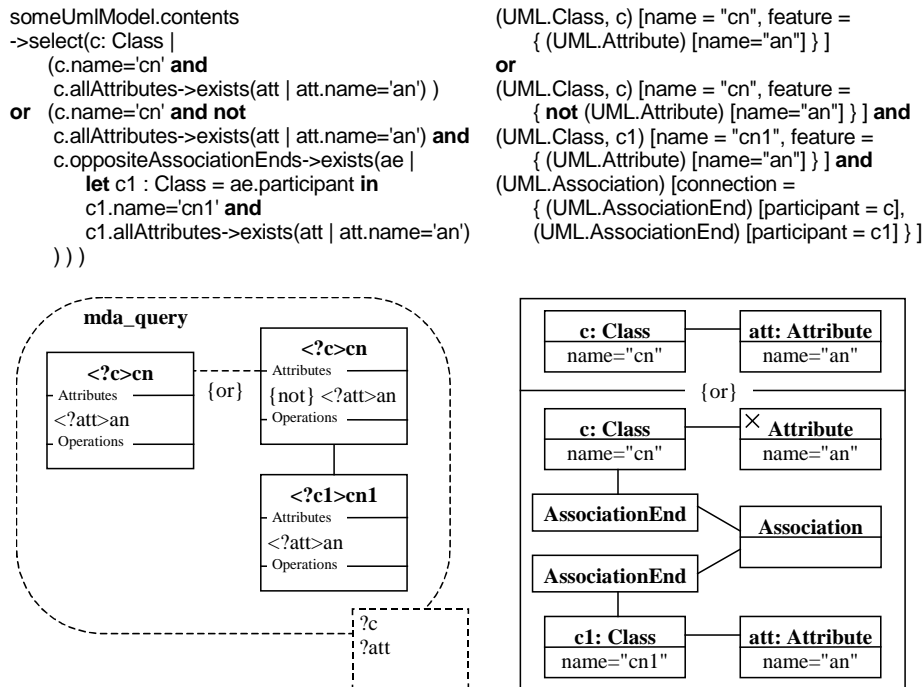 someUmlModel.contents
->select(c: Class |
(c.name='cn' and
c.allAttributes->exists(att | att.name='an') )
or (c.name='cn' and not
c.allAttributes->exists(att | att.name='an') and
c.oppositeAssociationEnds->exists(ae |
let c1 : Class = ae.participant in
c1.name='cn1' and
c1.allAttributes->exists(att | att.name='an')
) ) )
(UML.Class, c) [name = "cn", feature =
{ (UML.Attribute) [name="an"] } ]
or
(UML.Class, c) [name = "cn", feature =
{ not (UML.Attribute) [name="an"] } ] and
(UML.Class, c1) [name = "cn1", feature =
{ (UML.Attribute) [name="an"] } ] and
(UML.Association) [connection =
{ (UML.AssociationEnd) [participant = c],
(UML.AssociationEnd) [participant = c1] } ]
mda_query
<?c>cn
Attributes
<?att>an
Operations
{or}
<?c>cn
Attributes
{not} <?att>an
Operations
<?c1>cn1
Attributes
<?att>an
Operations
?c
?att
c: Class
name="cn"
att: Attribute
name="an"
{or}
c: Class
name="cn"
Attribute
name="an"
AssociationEnd
Association
AssociationEnd
c1: Class
name="cn1"
att: Attribute
name="an"